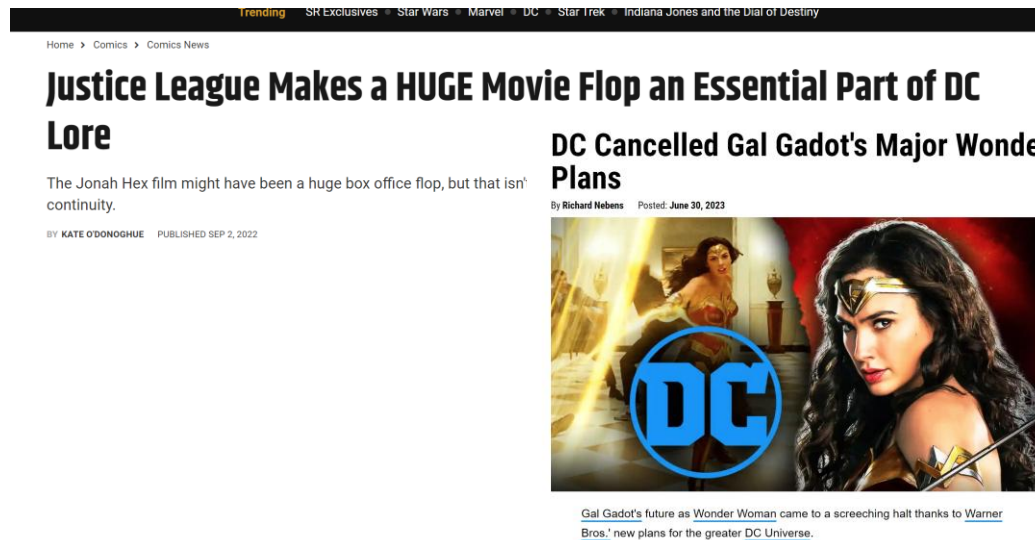 Trending SR Exclusives Star Wars Marvel DC Star Trek Indiana Jones and the Dial of Destiny
Home > Comics > Comics News
Justice League Makes a HUGE Movie Flop an Essential Part of DC
Lore
The Jonah Hex film might have been a huge box office flop, but that isn'
continuity.
BY KATE O'DONOGHUE PUBLISHED SEP 2, 2022
DC Cancelled Gal Gadot's Major Wonde
Plans
By Richard Nebens Posted: June 30, 2023
DC
Gal Gadot's future as Wonder Woman came to a screeching halt thanks to Warner
Bros.' new plans for the greater DC Universe.